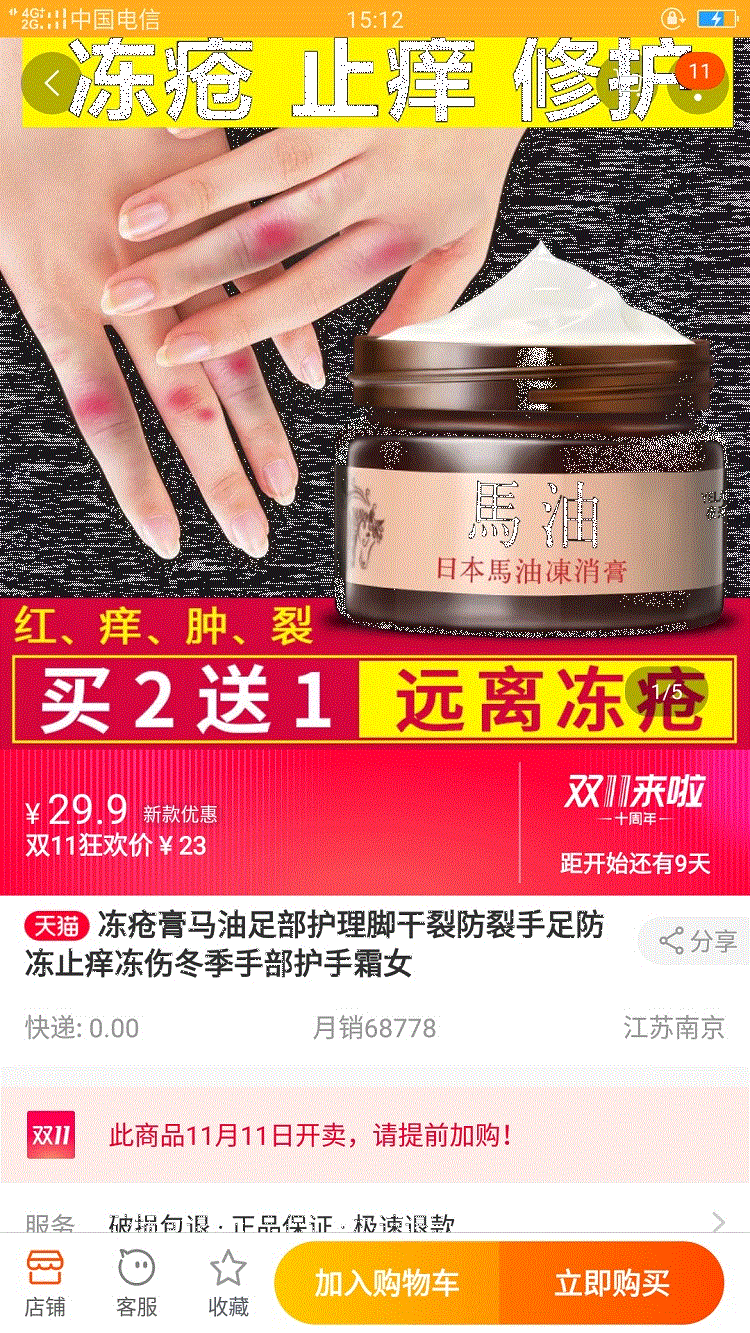 4G+
2G
中国电信
15:12
冻疮 止痒 修护
11
馬油
日本馬油凍消膏
红、痒、肿、裂
买2送1 远离冻疮
1/5
¥29.9 新款优惠
双11狂欢价¥23
双11来啦
十周年
距开始还有9天
天猫 冻疮膏马油足部护理脚干裂防裂手足防
冻止痒冻伤冬季手部护手霜女
分享
快递: 0.00 月销68778 江苏南京
双11 此商品11月11日开卖，请提前加购！
服务 破损包退 · 正品保证 · 极速退款
店铺 客服 收藏 加入购物车 立即购买